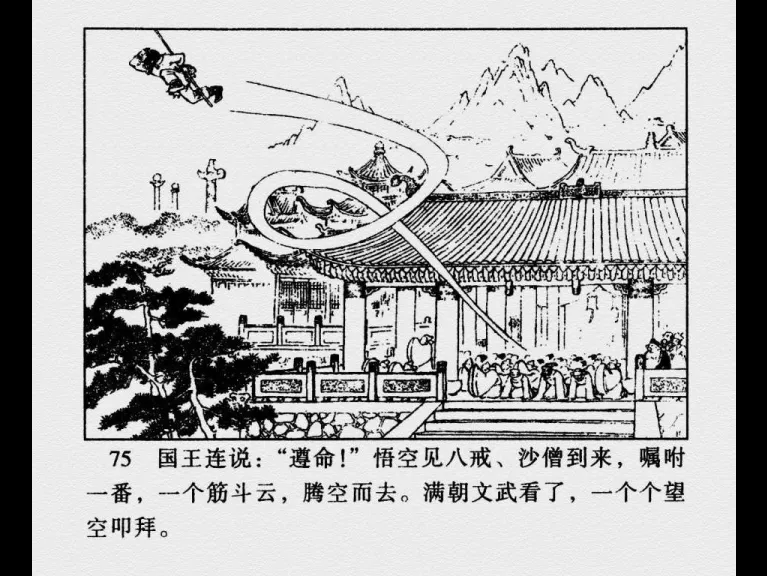 75 国王连说：“遵命！”悟空见八戒、沙僧到来，嘱咐
一番，一个筋斗云，腾空而去。满朝文武看了，一个个望
空叩拜。